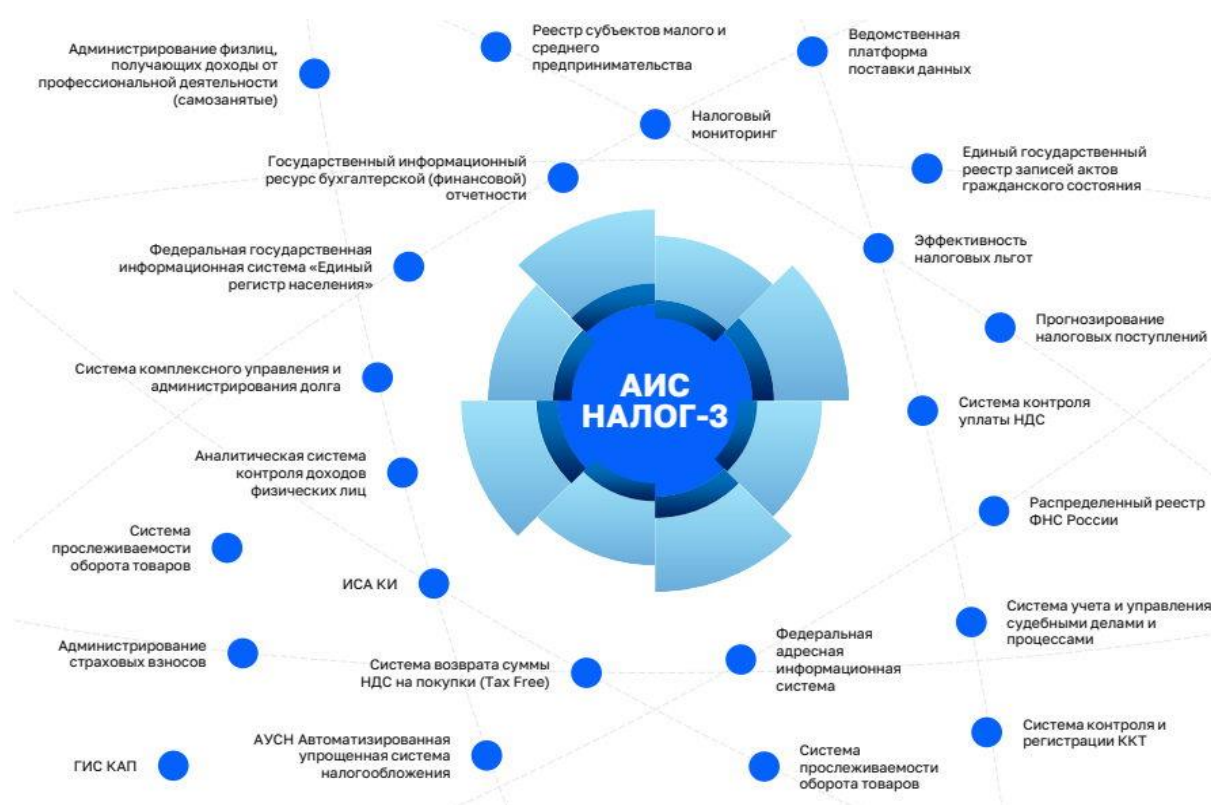 Администрирование физлиц,
получающих доходы от
профессиональной деятельности
(самозанятые)
Реестр субъектов малого и
среднего
предпринимательства
Ведомственная
платформа
поставки данных
Налоговый
мониторинг
Государственный информационный
ресурс бухгалтерской (финансовой)
отчетности
Единый государственный
реестр записей актов
гражданского состояния
Федеральная государственная
информационная система «Единый
регистр населения»
Эффективность
налоговых льгот
Прогнозирование
налоговых поступлений
Система комплексного управления и
администрирования долга
АИС
НАЛОГ-3
Система контроля
уплаты НДС
Аналитическая система
контроля доходов
физических лиц
Распределенный реестр
ФНС России
Система
прослеживаемости
оборота товаров
ИСА КИ
Система учета и управления
судебными делами и
процессами
Администрирование
страховых взносов
Система возврата суммы
НДС на покупки (Tax Free)
Федеральная
адресная
информационная
система
Система контроля и
регистрации ККТ
АУСН Автоматизированная
упрощенная система
налогообложения
ГИС КАП
Система
прослеживаемости
оборота товаров